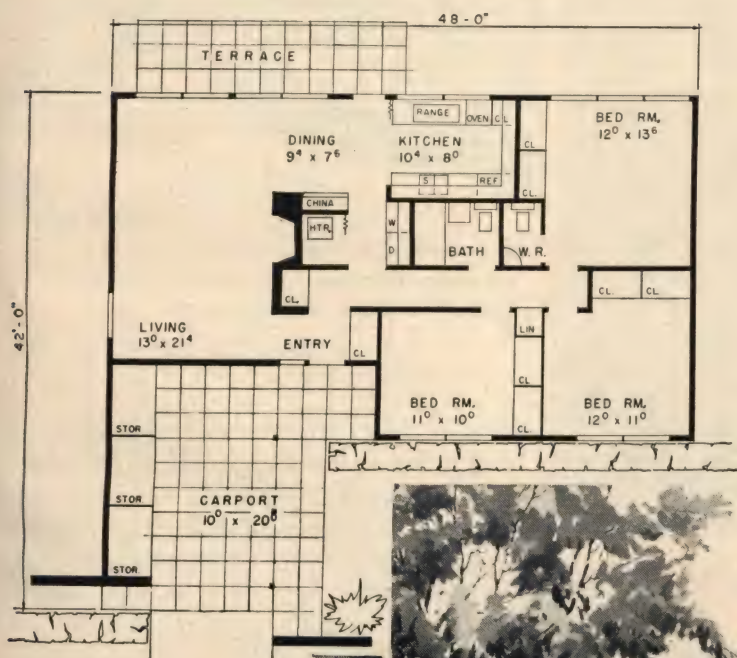 48-0"
TERRACE
DINING
9⁴ x 7⁶
KITCHEN
10⁴ x 8⁰
RANGE
OVEN
CL
BED RM.
12⁰ x 13⁶
CL
CL.
S
REF.
CHINA
HTR.
W
D
BATH
W.R.
CL.
CL.
CL.
42'-0"
LIVING
13⁰ x 21⁴
ENTRY
CL
LIN
CL
CL.
BED RM.
11⁰ x 10⁰
BED RM.
12⁰ x 11⁰
STOR
STOR
STOR
CARPORT
10⁰ x 20⁸